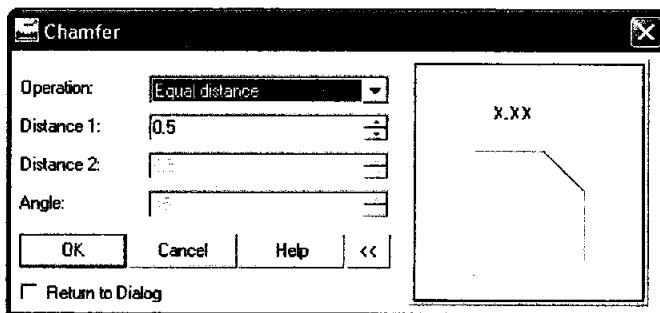 Chamfer
Operation: Equal distance
X.XX
Distance 1: 0.5
Distance 2:
Angle:
OK Cancel Help <<
Return to Dialog